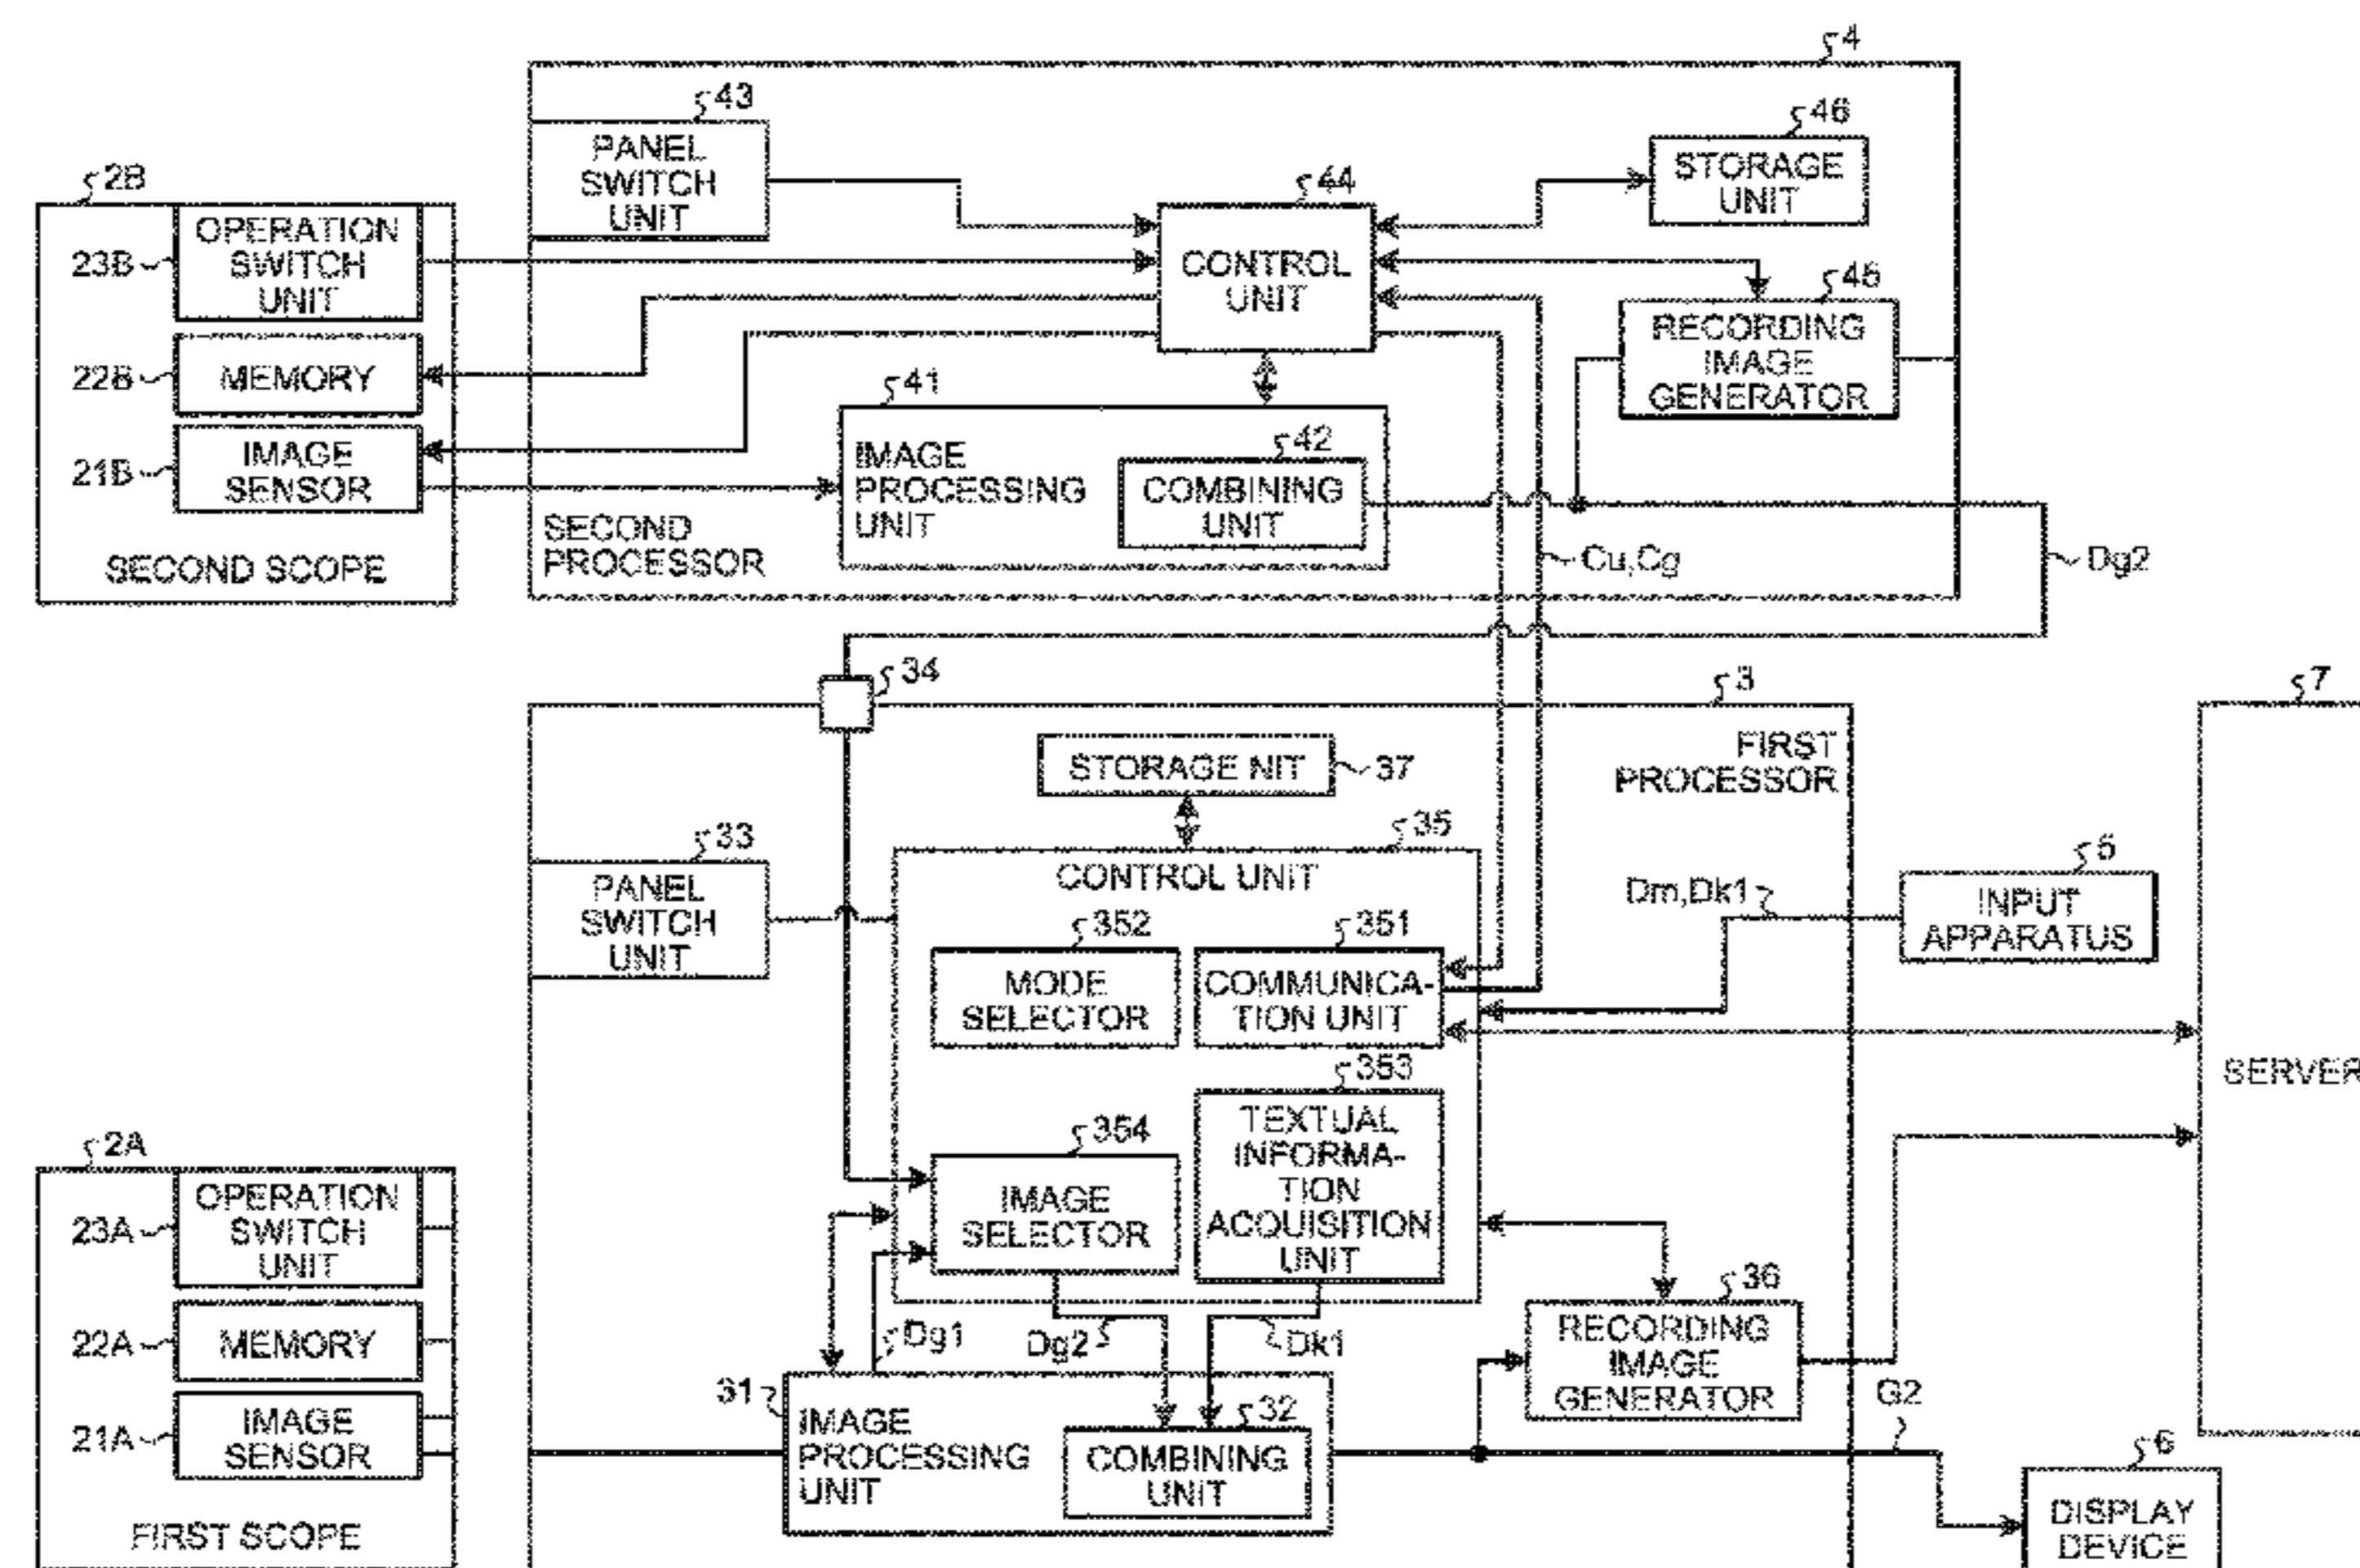 4
43
PANEL
SWITCH
UNIT
46
STORAGE
UNIT
2B
44
CONTROL
UNIT
OPERATION
SWITCH
UNIT
23B
45
RECORDING
IMAGE
GENERATOR
MEMORY
22B
41
IMAGE
PROCESSING
UNIT
42
COMBINING
UNIT
IMAGE
SENSOR
21B
SECOND
PROCESSOR
SECOND SCOPE
Cu,Cg
Dg2
34
3
7
FIRST
PROCESSOR
STORAGE NIT
37
33
PANEL
SWITCH
UNIT
35
CONTROL UNIT
5
INPUT
APPARATUS
Dm,Dk1
352
MODE
SELECTOR
351
COMMUNICA-
TION UNIT
SERVER
353
TEXTUAL
INFORMA-
TION
ACQUISITION
UNIT
354
IMAGE
SELECTOR
2A
OPERATION
SWITCH
UNIT
23A
MEMORY
22A
IMAGE
SENSOR
21A
FIRST SCOPE
36
RECORDING
IMAGE
GENERATOR
Dg1
Dg2
Dk1
31
IMAGE
PROCESSING
UNIT
32
COMBINING
UNIT
G2
6
DISPLAY
DEVICE